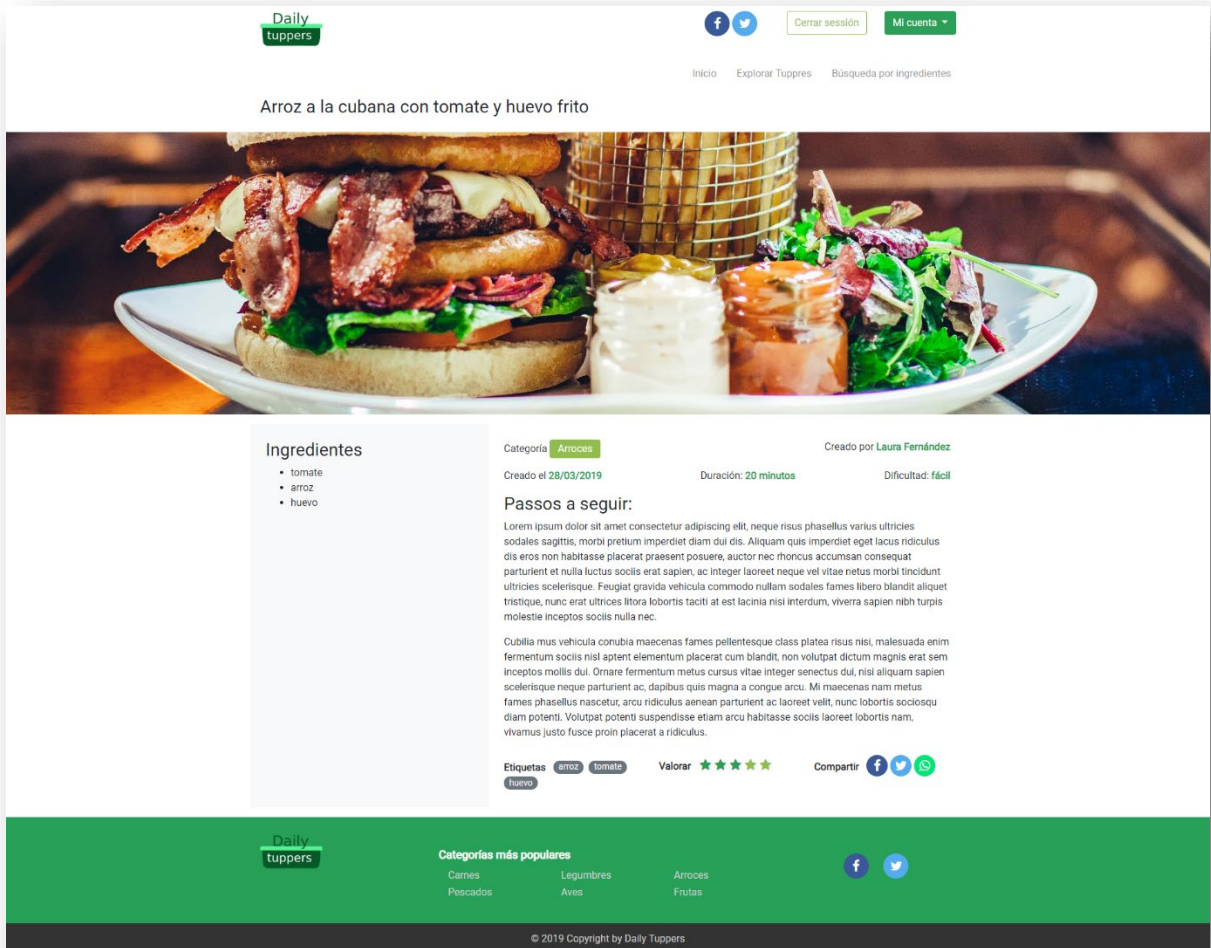 Daily
tuppers
Cerrar sessión
Mi cuenta
Inicio Explorar Tuppres Búsqueda por ingredientes
Arroz a la cubana con tomate y huevo frito
Ingredientes
• tomate
• arroz
• huevo
Categoría Arroces
Creado por Laura Fernández
Creado el 28/03/2019 Duración: 20 minutos Dificultad: fácil
Passos a seguir:
Lorem ipsum dolor sit amet consectetur adipiscing elit, neque risus phasellus varius ultricies
sodales sagittis, morbi pretium imperdiet diam dui dis. Aliquam quis imperdiet eget lacus ridiculus
dis eros non habitasse placerat praesent posuere, auctor nec rhoncus accumsan consequat
parturient et nulla luctus sociis erat sapien, ac integer laoreet neque vel vitae netus morbi tincidunt
ultricies scelerisque. Feugiat gravida vehicula commodo nullam sodales fames libero blandit aliquet
tristique, nunc erat ultrices litora lobortis taciti at est lacinia nisi interdum, viverra sapien nibh turpis
molestie inceptos sociis nulla nec.
Cubilia mus vehicula conubia maecenas fames pellentesque class platea risus nisi, malesuada enim
fermentum sociis nisl aptent elementum placerat cum blandit, non volutpat dictum magnis erat sem
inceptos mollis dui. Ornare fermentum metus cursus vitae integer senectus dui, nisi aliquam sapien
scelerisque neque parturient ac, dapibus quis magna a congue arcu. Mi maecenas nam metus
fames phasellus nascetur, arcu ridiculus aenean parturient ac laoreet velit, nunc lobortis sociosqu
diam potenti. Volutpat potenti suspendisse etiam arcu habitasse sociis laoreet lobortis nam,
vivamus justo fusce proin placerat a ridiculus.
Etiquetas arroz tomate
huevo
Valorar
Compartir
Daily
tuppers
Categorías más populares
Carnes Legumbres Arroces
Pescados Aves Frutas
© 2019 Copyright by Daily Tuppers